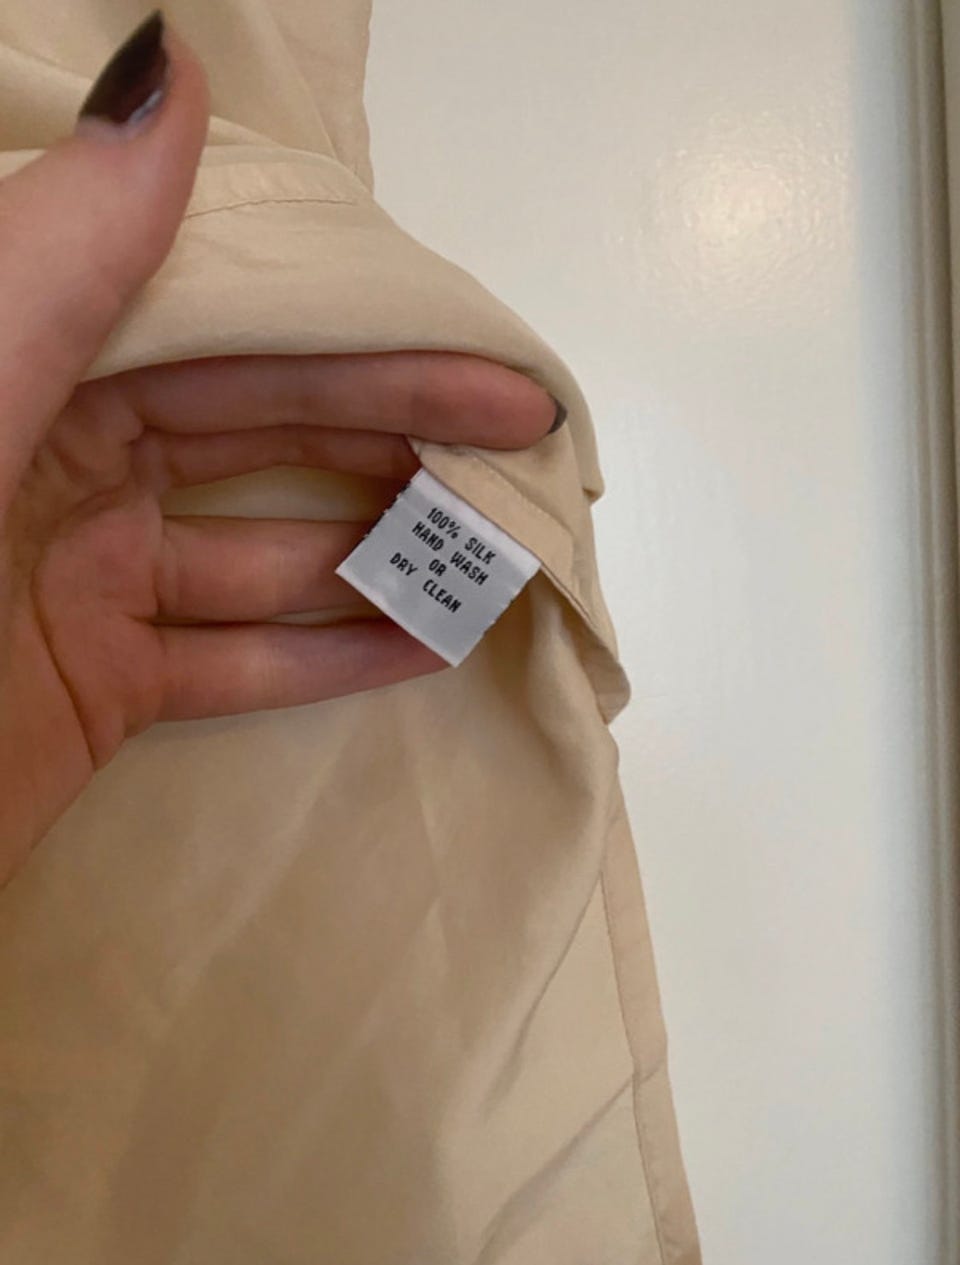 100% SILK
HAND WASH
OR
DRY CLEAN